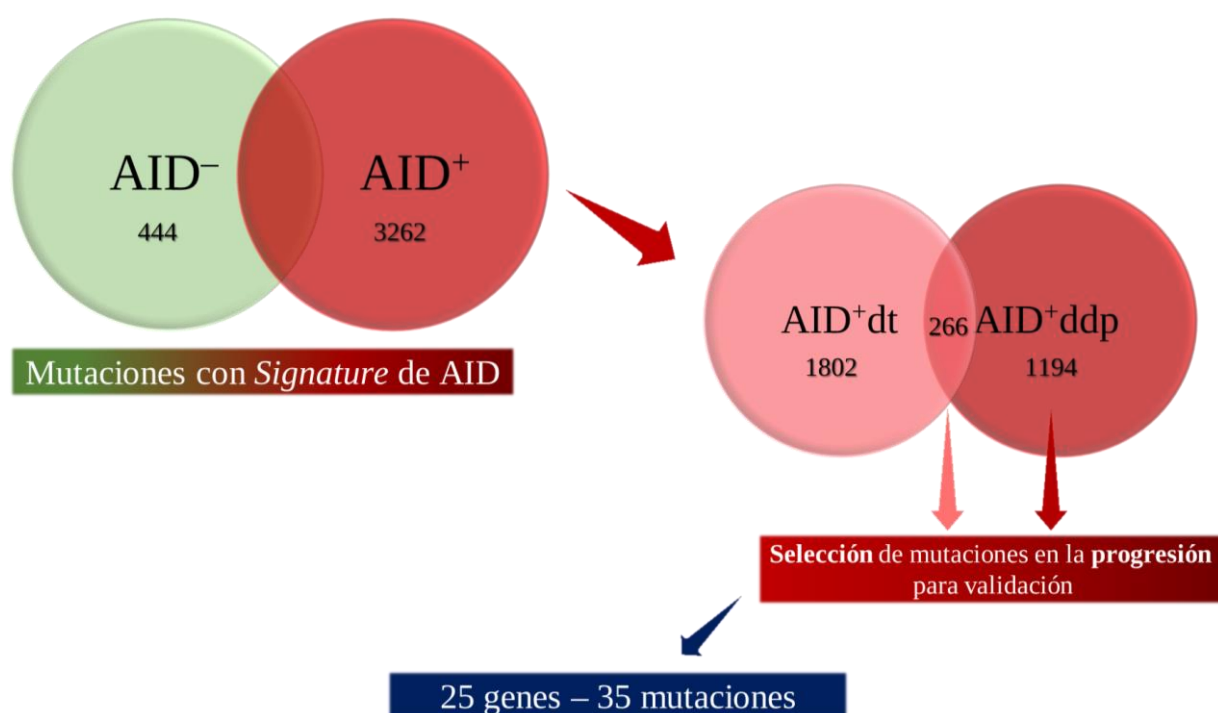 AID⁻
444
AID⁺
3262
Mutaciones con Signature de AID
AID⁺dt
1802
266
AID⁺ddp
1194
Selección de mutaciones en la progresión
para validación
25 genes – 35 mutaciones